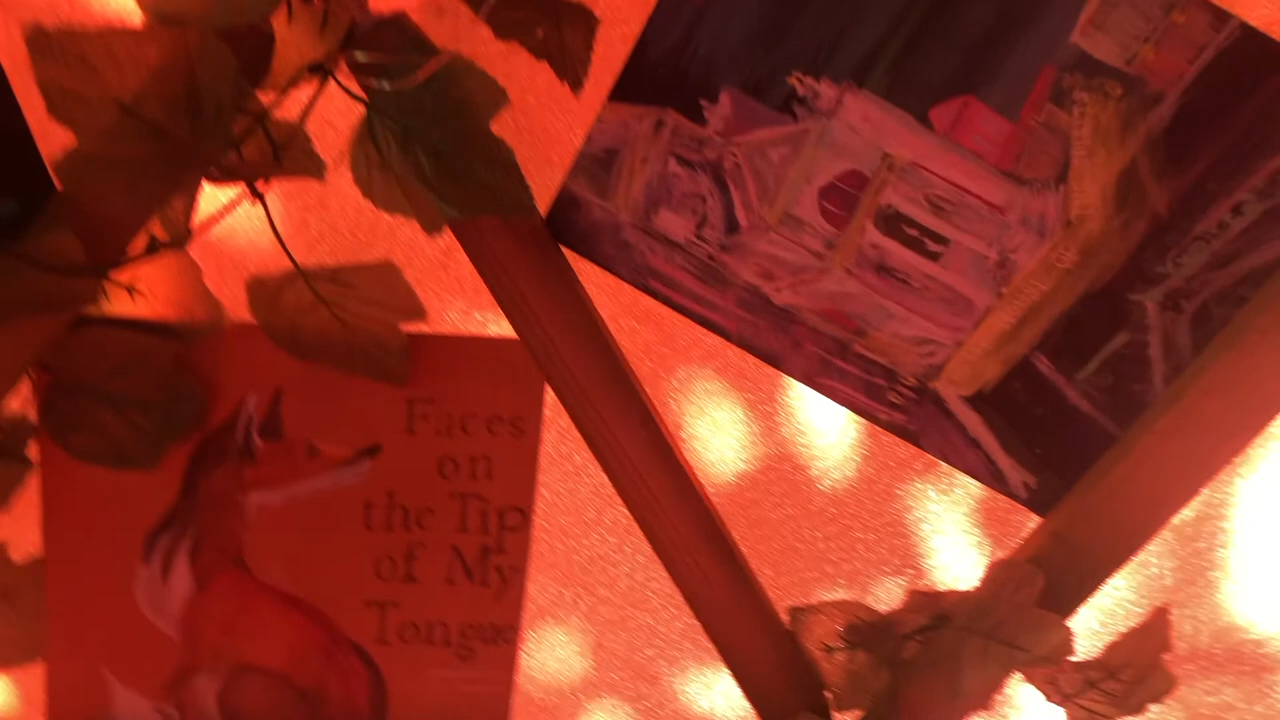 Faces
on
the Tip
of My
Tongue